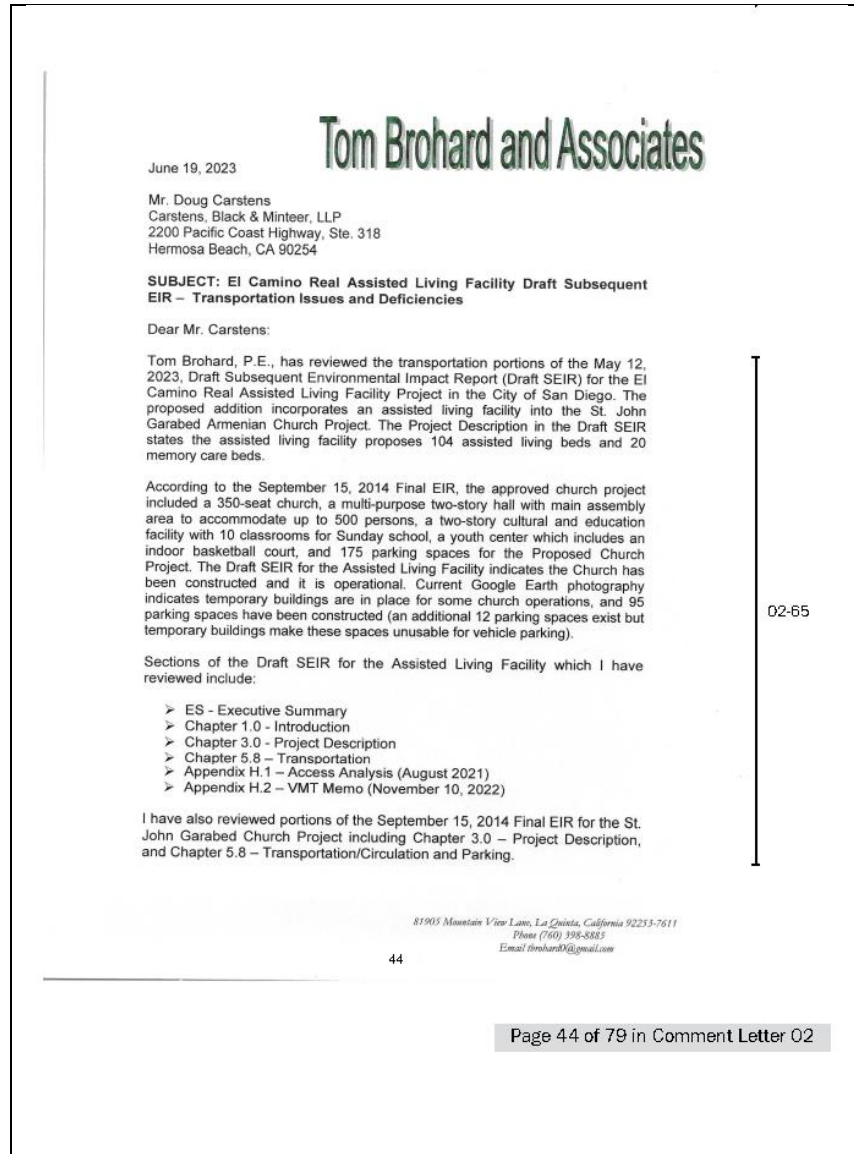 Tom Brohard and Associates
June 19, 2023
Mr. Doug Carstens
Carstens, Black & Minteer, LLP
2200 Pacific Coast Highway, Ste. 318
Hermosa Beach, CA 90254
SUBJECT: El Camino Real Assisted Living Facility Draft Subsequent
EIR – Transportation Issues and Deficiencies
Dear Mr. Carstens:
Tom Brohard, P.E., has reviewed the transportation portions of the May 12,
2023, Draft Subsequent Environmental Impact Report (Draft SEIR) for the El
Camino Real Assisted Living Facility Project in the City of San Diego. The
proposed addition incorporates an assisted living facility into the St. John
Garabed Armenian Church Project. The Project Description in the Draft SEIR
states the assisted living facility proposes 104 assisted living beds and 20
memory care beds.
According to the September 15, 2014 Final EIR, the approved church project
included a 350-seat church, a multi-purpose two-story hall with main assembly
area to accommodate up to 500 persons, a two-story cultural and education
facility with 10 classrooms for Sunday school, a youth center which includes an
indoor basketball court, and 175 parking spaces for the Proposed Church
Project. The Draft SEIR for the Assisted Living Facility indicates the Church has
been constructed and it is operational. Current Google Earth photography
indicates temporary buildings are in place for some church operations, and 95
parking spaces have been constructed (an additional 12 parking spaces exist but
temporary buildings make these spaces unusable for vehicle parking).
O2-65
Sections of the Draft SEIR for the Assisted Living Facility which I have
reviewed include:
➢ ES - Executive Summary
➢ Chapter 1.0 - Introduction
➢ Chapter 3.0 - Project Description
➢ Chapter 5.8 – Transportation
➢ Appendix H.1 – Access Analysis (August 2021)
➢ Appendix H.2 – VMT Memo (November 10, 2022)
I have also reviewed portions of the September 15, 2014 Final EIR for the St.
John Garabed Church Project including Chapter 3.0 – Project Description,
and Chapter 5.8 – Transportation/Circulation and Parking.
81905 Mountain View Lane, La Quinta, California 92253-7611
Phone (760) 398-8885
Email tbrohard0@gmail.com
44
Page 44 of 79 in Comment Letter O2